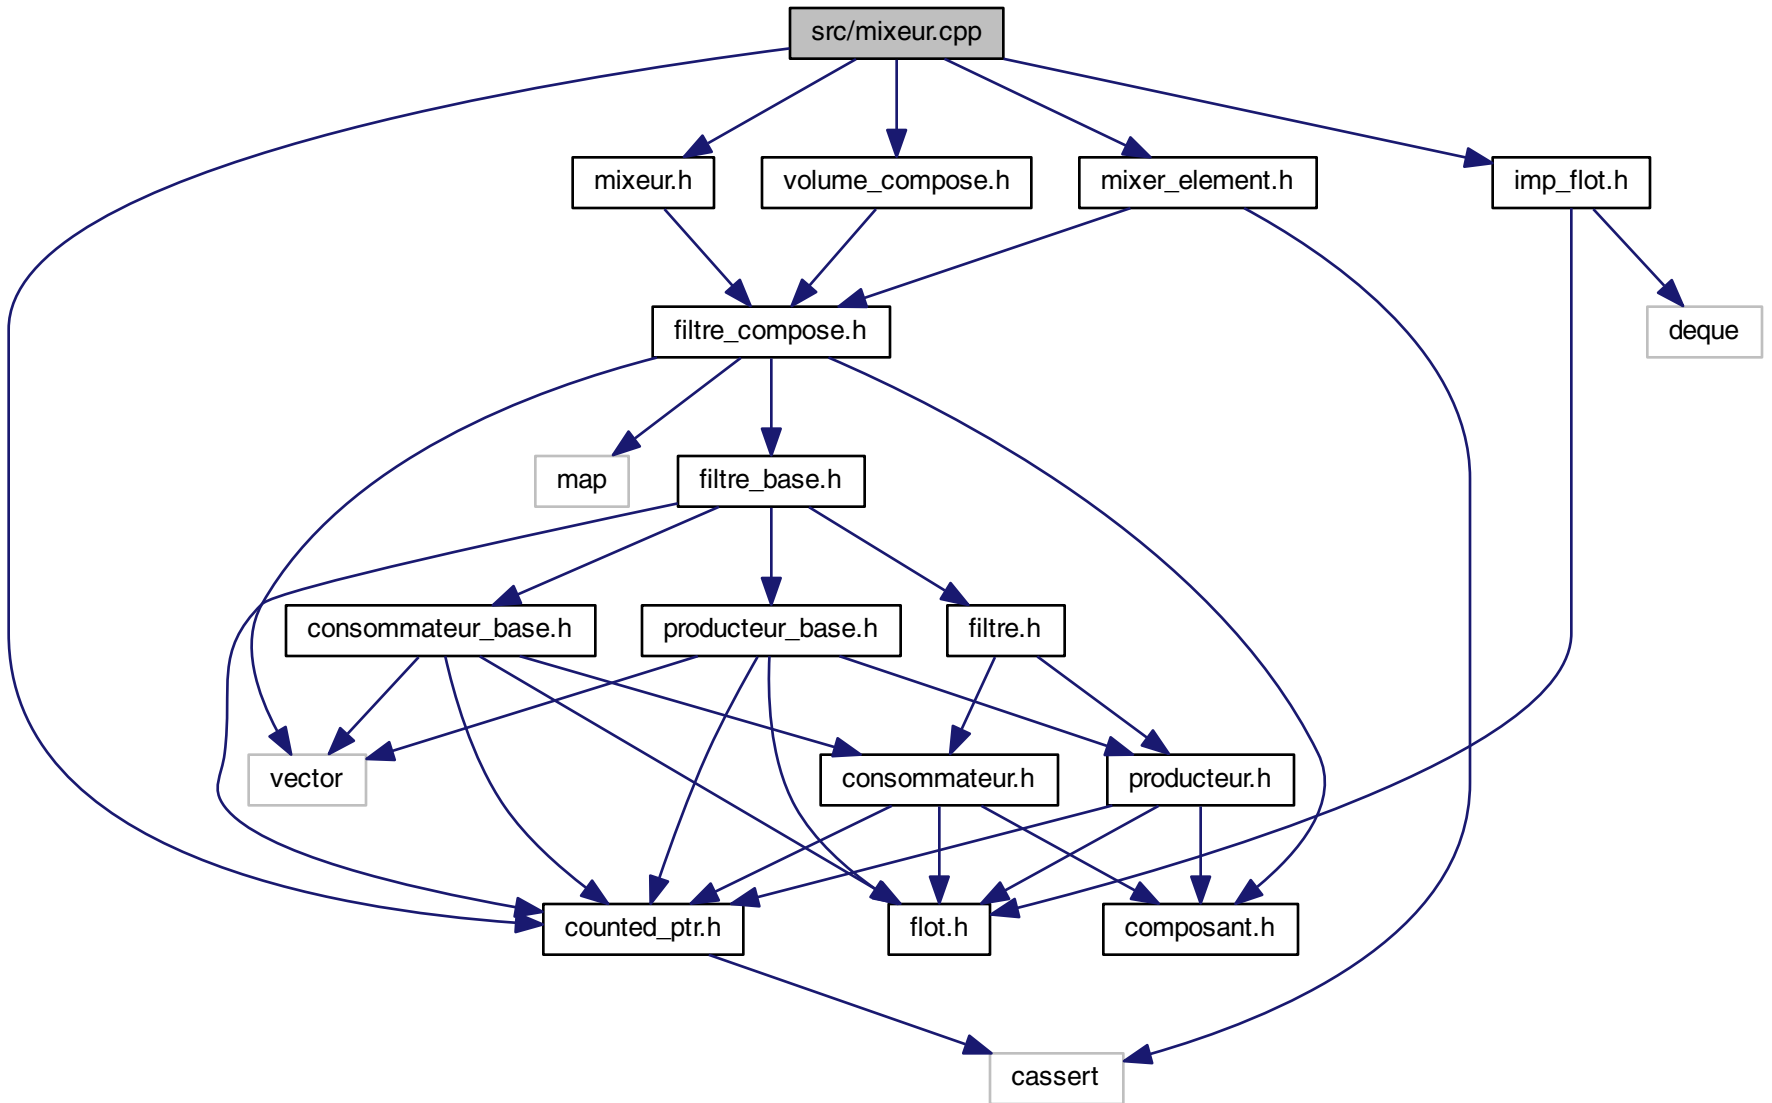 src/mixeur.cpp
mixeur.h
volume_compose.h
mixer_element.h
imp_flot.h
filtre_compose.h
deque
map
filtre_base.h
consommateur_base.h
producteur_base.h
filtre.h
vector
consommateur.h
producteur.h
counted_ptr.h
flot.h
composant.h
cassert